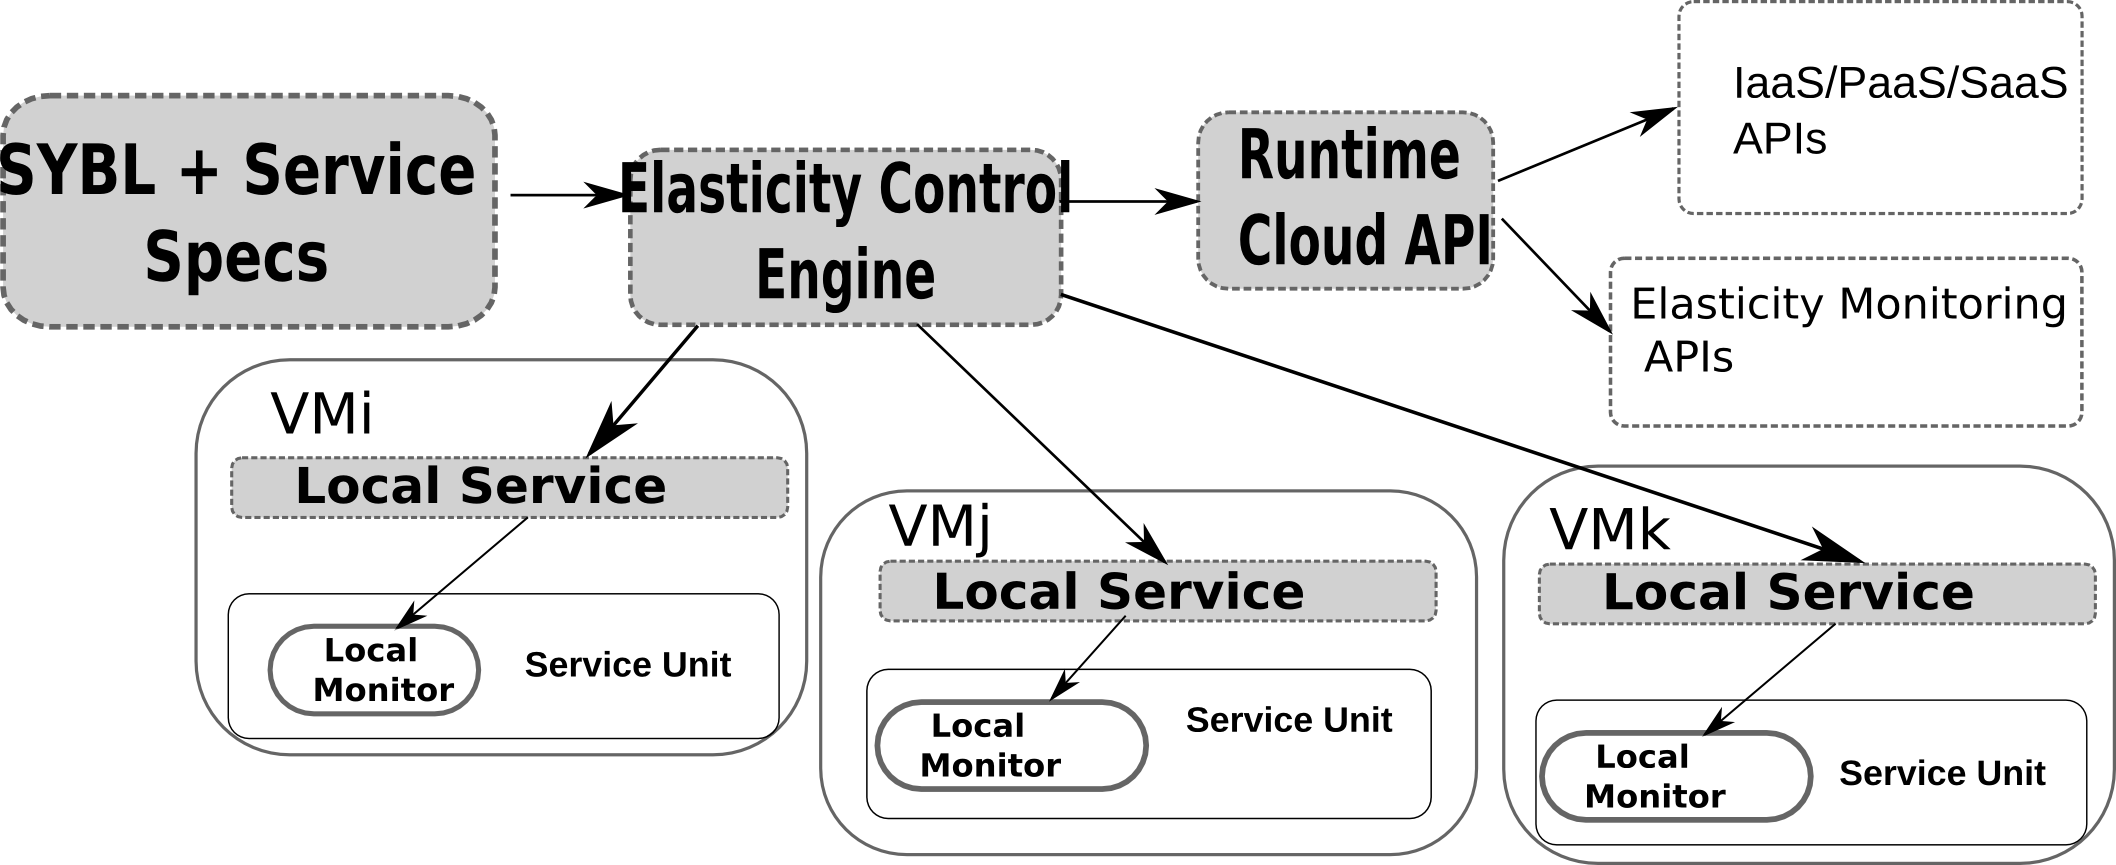 SYBL + Service
Specs
Elasticity Control
Engine
Runtime
Cloud API
IaaS/PaaS/SaaS
APIs
Elasticity Monitoring
APIs
VMi
Local Service
Local
Monitor
Service Unit
VMj
Local Service
Local
Monitor
Service Unit
VMk
Local Service
Local
Monitor
Service Unit